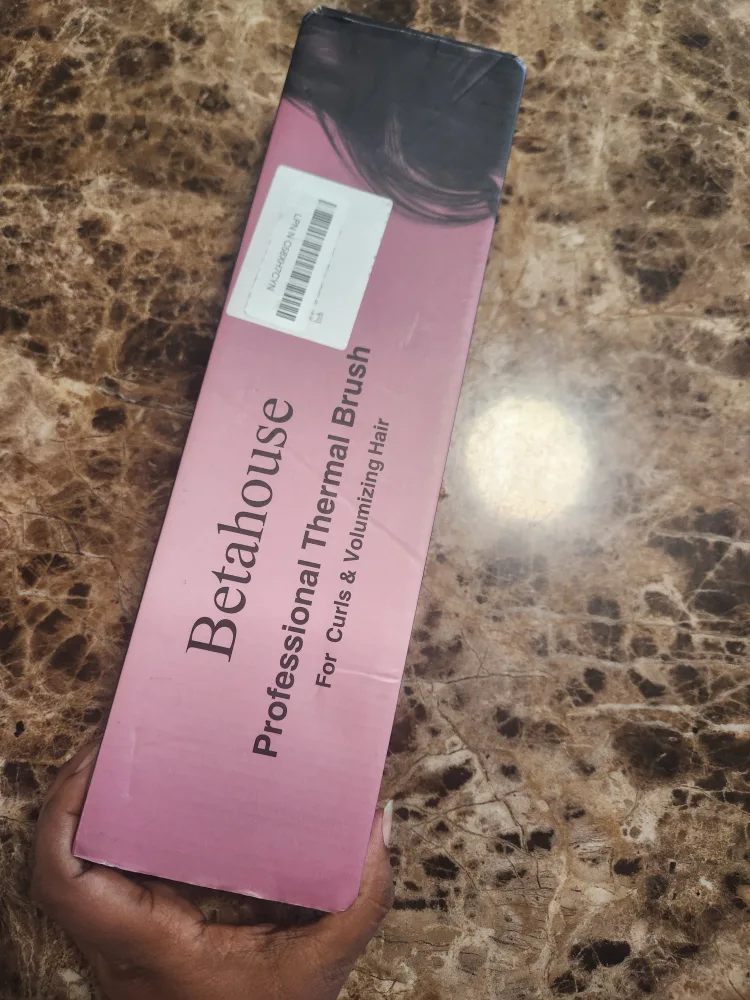 Betahouse
Professional Thermal Brush
For Curls & Volumizing Hair